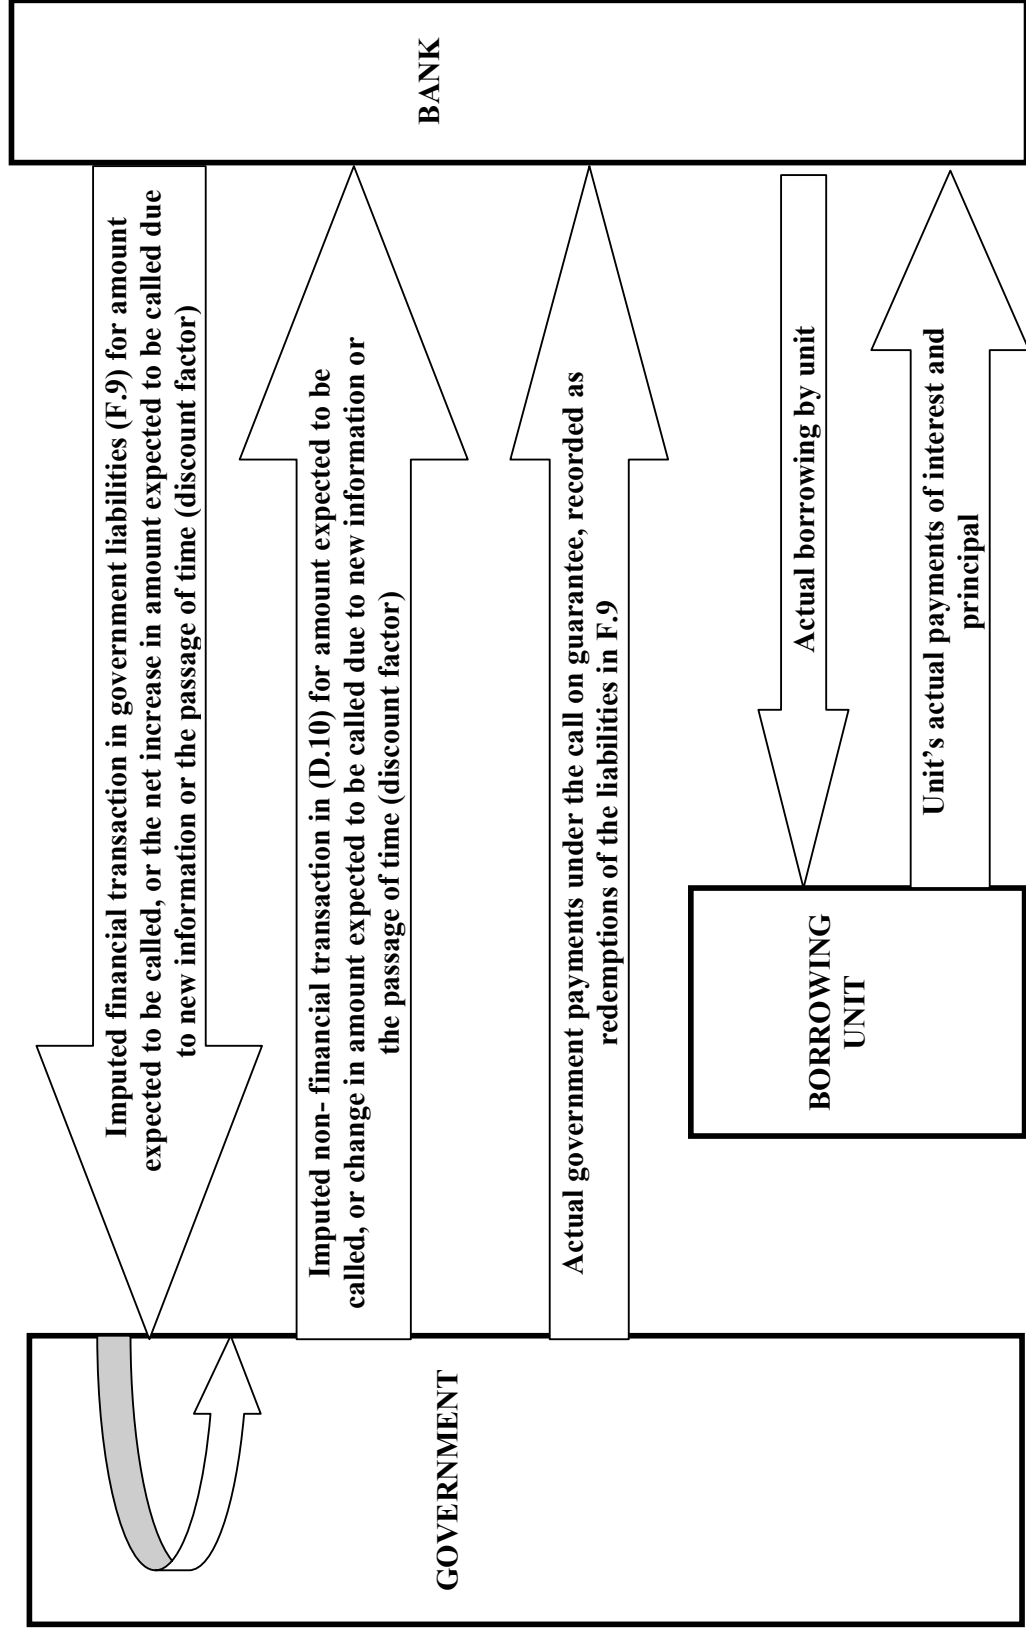 BANK
Imputed financial transaction in government liabilities (F.9) for amount
expected to be called, or the net increase in amount expected to be called due
to new information or the passage of time (discount factor)
Imputed non- financial transaction in (D.10) for amount expected to be
called, or change in amount expected to be called due to new information or
the passage of time (discount factor)
Actual government payments under the call on guarantee, recorded as
redemptions of the liabilities in F.9
Actual borrowing by unit
Unit’s actual payments of interest and
principal
BORROWING
UNIT
GOVERNMENT